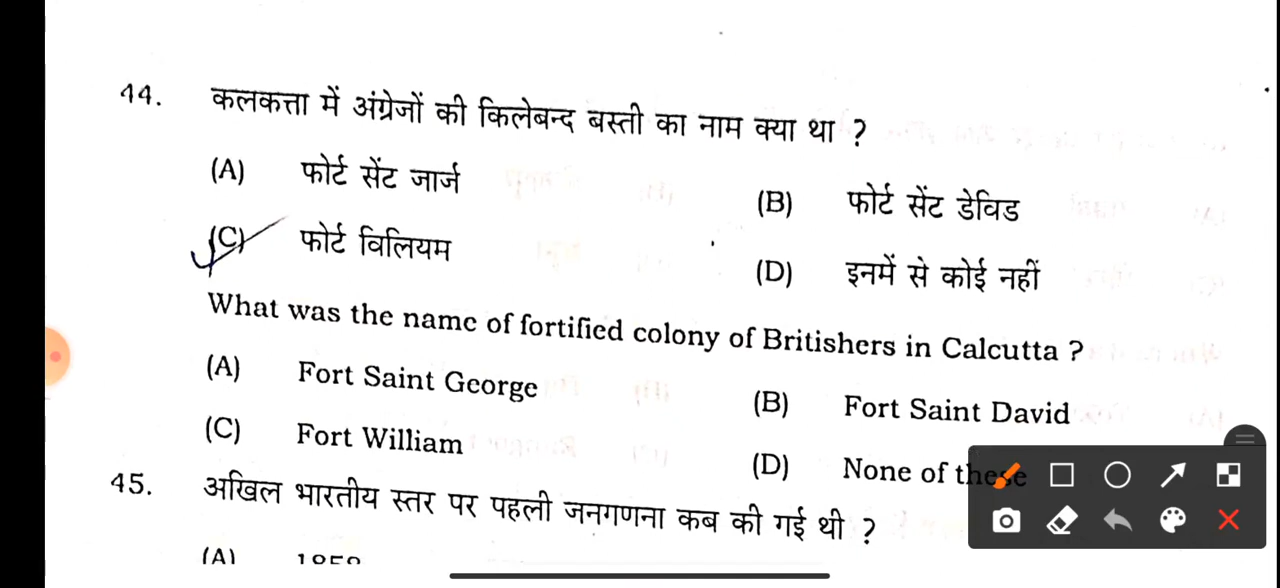 44. कलकत्ता में अंग्रेजों की किलेबन्द बस्ती का नाम क्या था ?
(A) फोर्ट सेंट जार्ज (B) फोर्ट सेंट डेविड
(C) फोर्ट विलियम (D) इनमें से कोई नहीं
What was the name of fortified colony of Britishers in Calcutta ?
(A) Fort Saint George (B) Fort Saint David
(C) Fort William (D) None of these
45. अखिल भारतीय स्तर पर पहली जनगणना कब की गई थी ?
(A)